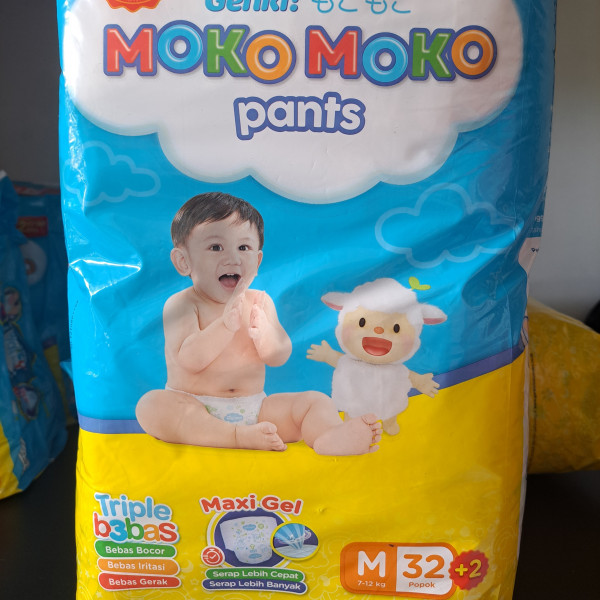 Genki! もこもこ
MOKO MOKO
pants
Triple
b3bas
Bebas Bocor
Bebas Iritasi
Bebas Gerak
Maxi Gel
Serap Lebih Cepat
Serap Lebih Banyak
M 32 +2
7-12 kg Popok